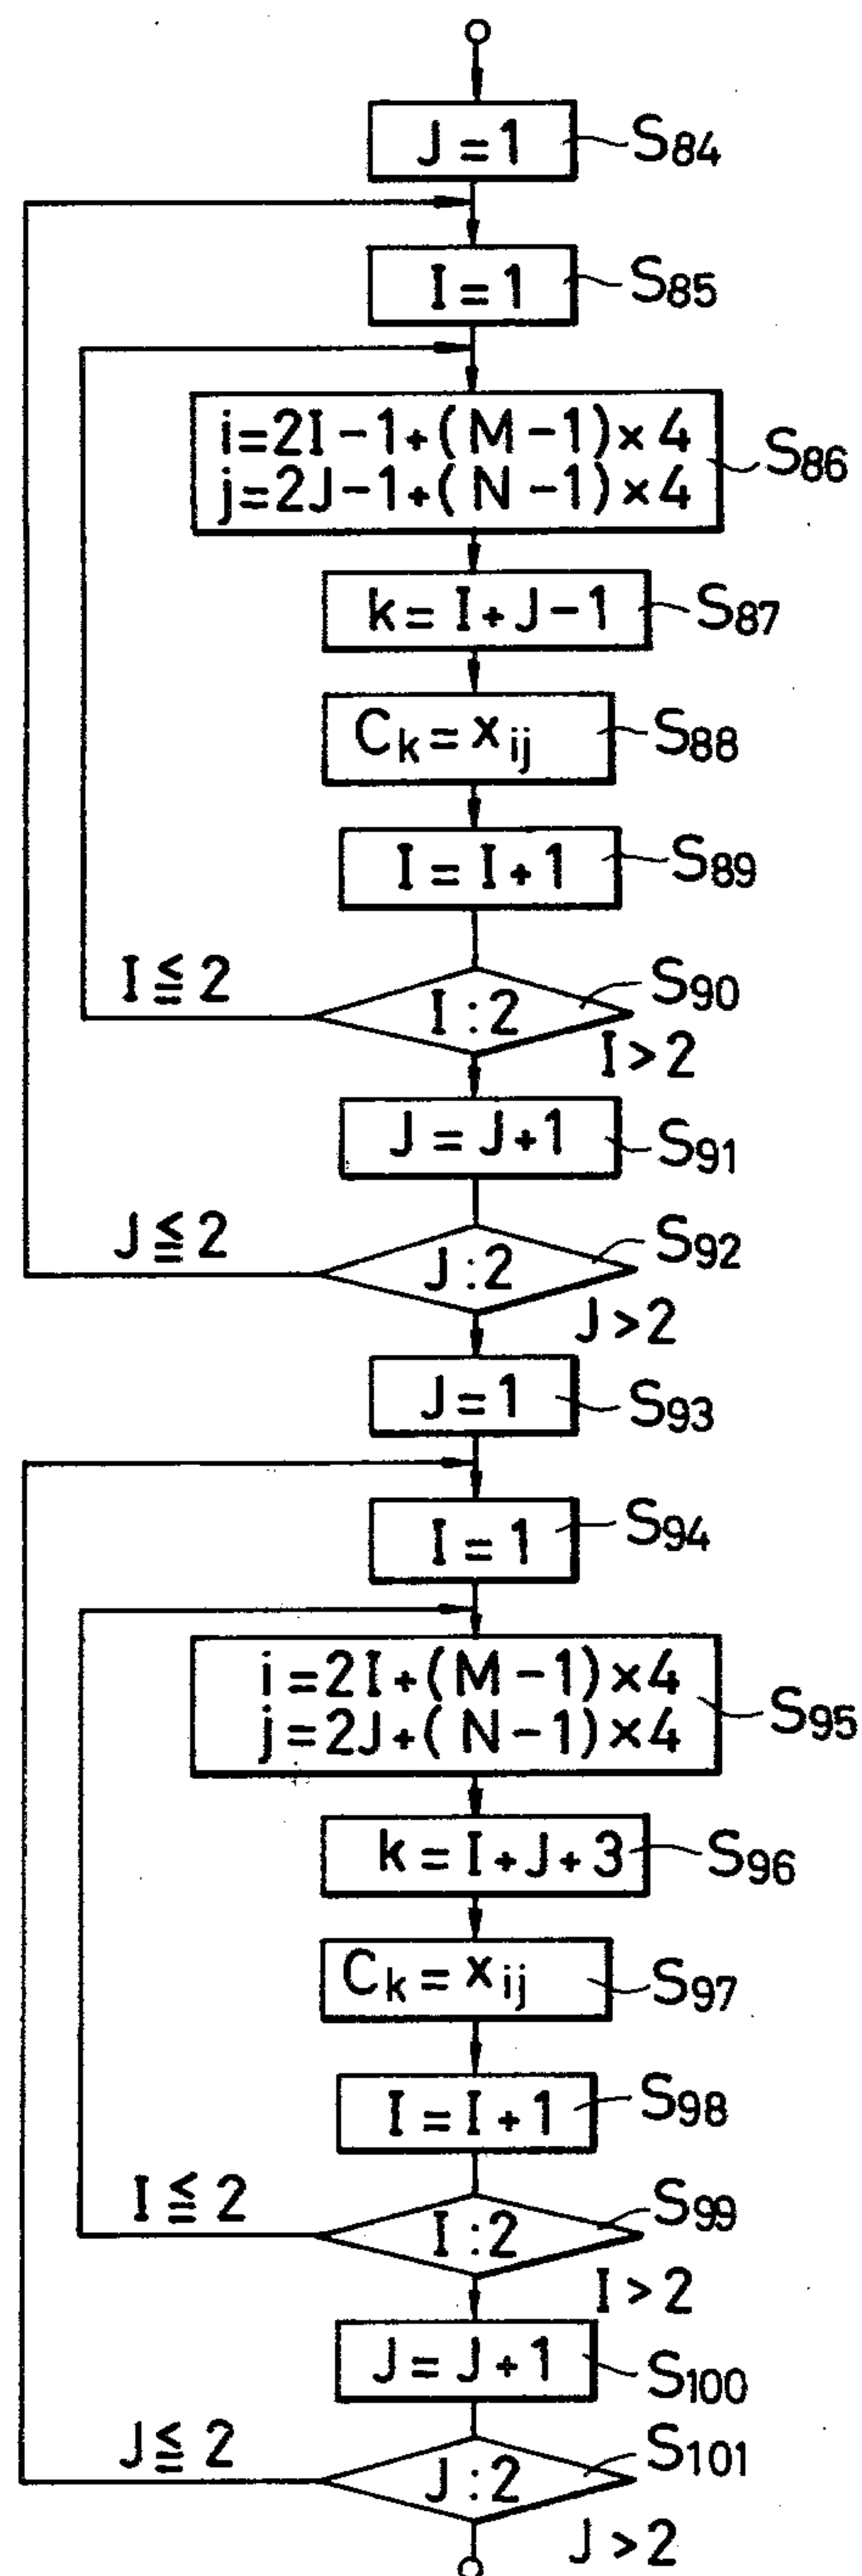 J = 1 S84
I = 1 S85
i = 2I - 1 + ( M - 1 ) × 4
j = 2J - 1 + ( N - 1 ) × 4 S86
k = I + J - 1 S87
Ck = xij S88
I = I + 1 S89
I ≦ 2 I : 2 S90
I > 2
J = J + 1 S91
J ≦ 2 J : 2 S92
J > 2
J = 1 S93
I = 1 S94
i = 2I + ( M - 1 ) × 4
j = 2J + ( N - 1 ) × 4 S95
k = I + J + 3 S96
Ck = xij S97
I = I + 1 S98
I ≦ 2 I : 2 S99
I > 2
J = J + 1 S100
J ≦ 2 J : 2 S101
J > 2